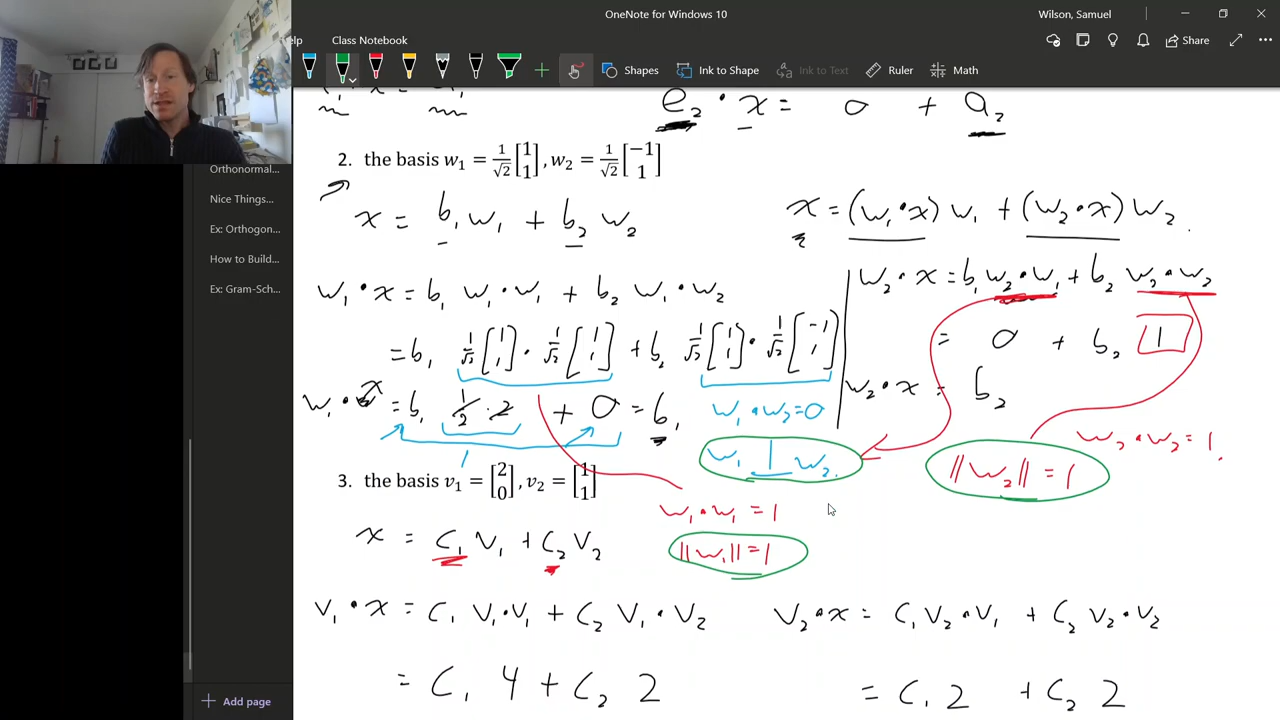 OneNote for Windows 10
Wilson, Samuel
help
Class Notebook
Share
Shapes
Ink to Shape
Ink to Text
Ruler
Math
Orthonormal...
Nice Things...
Ex: Orthogon...
How to Build...
Ex: Gram-Sch...
Add page
e₂ · x = 0 + a₂
2. the basis w₁ = 1/√2 [1 1], w₂ = 1/√2 [−1 1]
x = b₁ w₁ + b₂ w₂
x = (w₁·x) w₁ + (w₂·x) w₂.
w₁·x = b₁ w₁·w₁ + b₂ w₁·w₂
w₂·x = b₁ w₂·w₁ + b₂ w₂·w₂
= b₁ 1/√2 [1 1] · 1/√2 [1 1] + b₂ 1/√2 [1 1] · 1/√2 [−1 1]
= 0 + b₂ 1
w₁·x = b₁ 1/2 · 2 + 0 = b₁
w₁·w₂=0
w₂·x = b₂
1
w₁ ⊥ w₂.
||w₂|| = 1
w₂·w₂ = 1.
3. the basis v₁ = [2 0], v₂ = [1 1]
w₁·w₁ = 1
||w₁|| = 1
x = c₁ v₁ + c₂ v₂
v₁·x = c₁ v₁·v₁ + c₂ v₁·v₂
v₂·x = c₁ v₂·v₁ + c₂ v₂·v₂
= c₁ 4 + c₂ 2
= c₁ 2 + c₂ 2